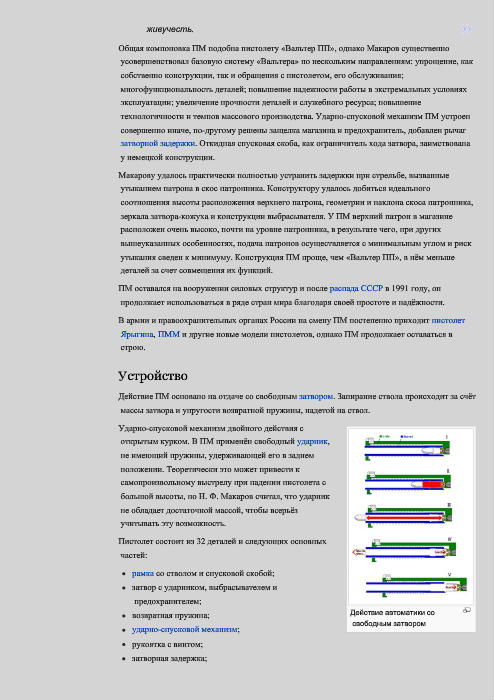 живучесть.
Общая компоновка ПМ подобна пистолету «Вальтер ПП», однако Макаров существенно
усовершенствовал базовую систему «Вальтера» по нескольким направлениям: упрощение, как
собственно конструкции, так и обращения с пистолетом, его обслуживания;
многофункциональность деталей; повышение надежности работы в экстремальных условиях
эксплуатации; увеличение прочности деталей и служебного ресурса; повышение
технологичности и темпов массового производства. Ударно-спусковой механизм ПМ устроен
совершенно иначе, по-другому решены защелка магазина и предохранитель, добавлен рычаг
затворной задержки. Откидная спусковая скоба, как ограничитель хода затвора, заимствована
у немецкой конструкции.
Макарову удалось практически полностью устранить задержки при стрельбе, вызванные
утыканием патрона в скос патронника. Конструктору удалось добиться идеального
соотношения высоты расположения верхнего патрона, геометрии и наклона скоса патронника,
зеркала затвора-кожуха и конструкции выбрасывателя. У ПМ верхний патрон в магазине
расположен очень высоко, почти на уровне патронника, в результате чего, при других
вышеуказанных особенностях, подача патронов осуществляется с минимальным углом и риск
утыкания сведен к минимуму. Конструкция ПМ проще, чем «Вальтер ПП», в нём меньше
деталей за счет совмещения их функций.
ПМ оставался на вооружении силовых структур и после распада СССР в 1991 году, он
продолжает использоваться в ряде стран мира благодаря своей простоте и надёжности.
В армии и правоохранительных органах России на смену ПМ постепенно приходит пистолет
Ярыгина, ПММ и другие новые модели пистолетов, однако ПМ продолжает оставаться в
строю.
Устройство
Действие ПМ основано на отдаче со свободным затвором. Запирание ствола происходит за счёт
массы затвора и упругости возвратной пружины, надетой на ствол.
Ударно-спусковой механизм двойного действия с
открытым курком. В ПМ применён свободный ударник,
не имеющий пружины, удерживающей его в заднем
положении. Теоретически это может привести к
самопроизвольному выстрелу при падении пистолета с
большой высоты, но Н. Ф. Макаров считал, что ударник
не обладает достаточной массой, чтобы всерьёз
учитывать эту возможность.
Пистолет состоит из 32 деталей и следующих основных
частей:
• рамка со стволом и спусковой скобой;
• затвор с ударником, выбрасывателем и
предохранителем;
• возвратная пружина;
• ударно-спусковой механизм;
• рукоятка с винтом;
• затворная задержка;
I
II
III
IV
V
Действие автоматики со
свободным затвором